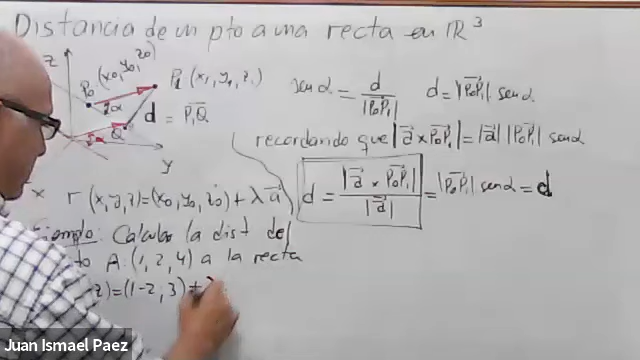 Distancia de un pto a una recta en ℝ³
z
P₀ (x₀, y₀, z₀)
P₁ (x₁, y₁, z₁)
α
Q
d = P₁Q
y
x
sen α = d / |P₀P₁|
d = |P₀P₁| sen α
recordando que |a⃗ x P₀P₁| = |a⃗| |P₀P₁| sen α
d = |a⃗ x P₀P₁| / |a⃗| = |P₀P₁| sen α = d
r (x,y,z) = (x₀, y₀, z₀) + λ a⃗
Ejemplo: Calcular la dist del
A (1, 2, 4) a la recta
z) = (1 -2, 3) +
Juan Ismael Paez